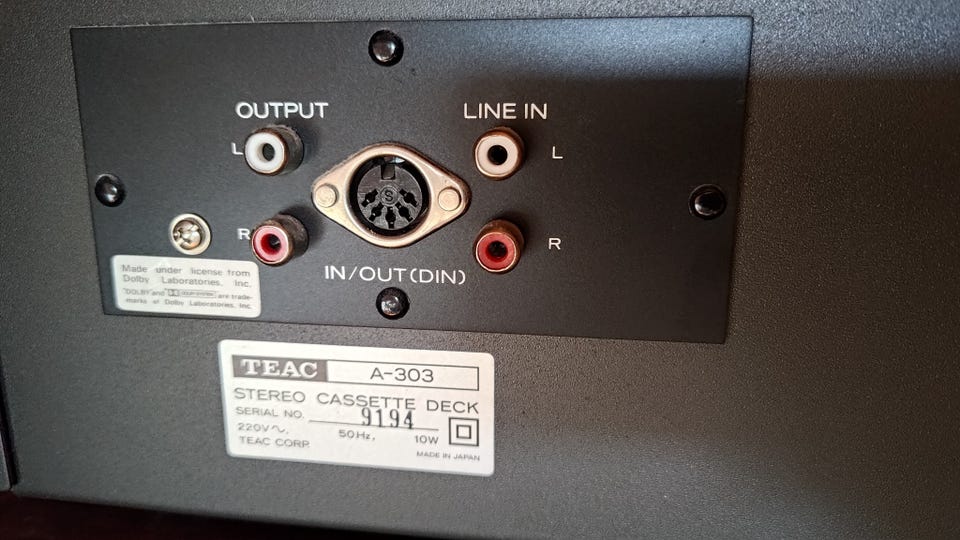 OUTPUT
LINE IN
L
L
R
R
IN/OUT(DIN)
Made under license from
Dolby Laboratories, Inc.
"DOLBY" and DOLBY SYSTEM are trade-
marks of Dolby Laboratories, Inc.
TEAC A-303
STEREO CASSETTE DECK
SERIAL NO. 9194
220V~, 50Hz, 10W
TEAC CORP.
MADE IN JAPAN